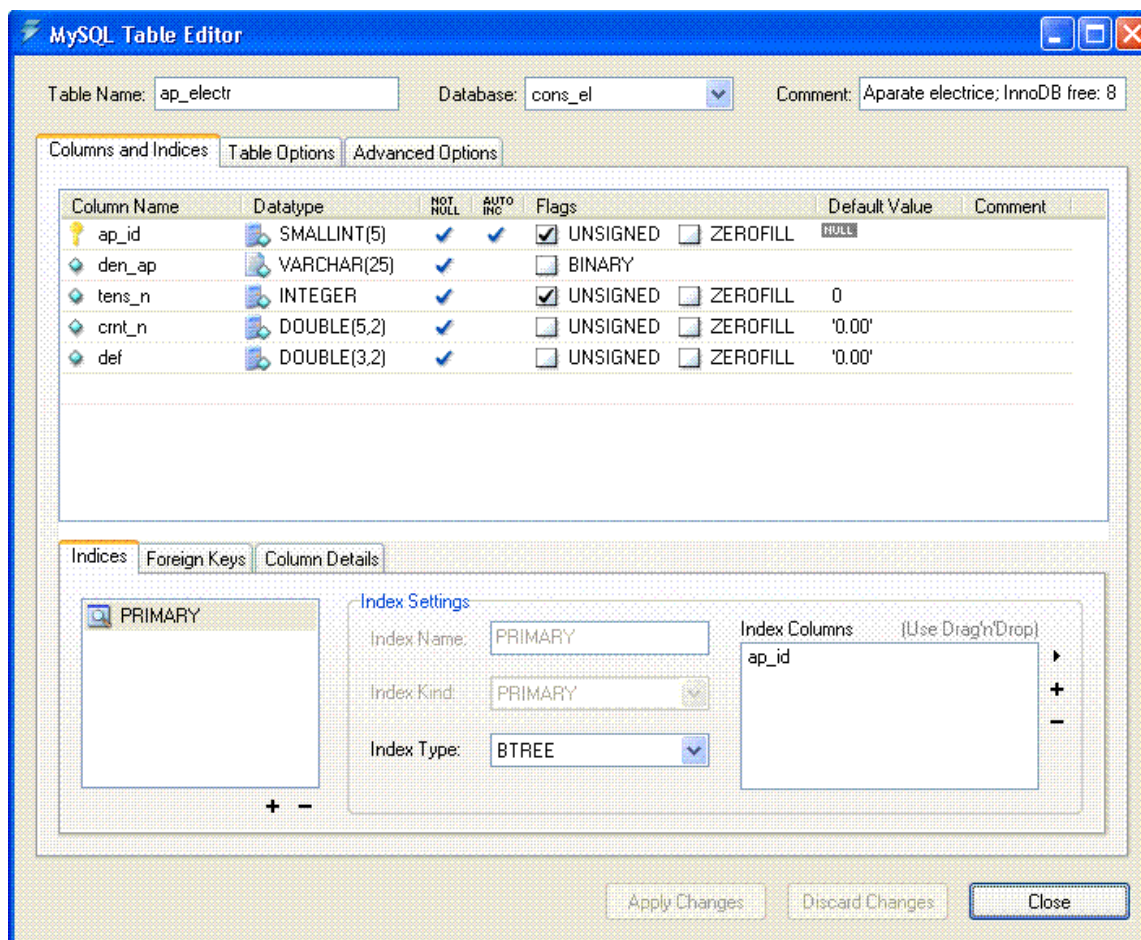 MySQL Table Editor
Table Name: ap_electr Database: cons_el Comment: Aparate electrice; InnoDB free: 8
Columns and Indices Table Options Advanced Options
Column Name Datatype NOT NULL AUTO INC Flags Default Value Comment
ap_id SMALLINT(5) UNSIGNED ZEROFILL NULL
den_ap VARCHAR(25) BINARY
tens_n INTEGER UNSIGNED ZEROFILL 0
crnt_n DOUBLE(5,2) UNSIGNED ZEROFILL '0.00'
def DOUBLE(3,2) UNSIGNED ZEROFILL '0.00'
Indices Foreign Keys Column Details
PRIMARY
Index Settings
Index Name: PRIMARY
Index Kind: PRIMARY
Index Type: BTREE
Index Columns (Use Drag'n'Drop)
ap_id
Apply Changes Discard Changes Close